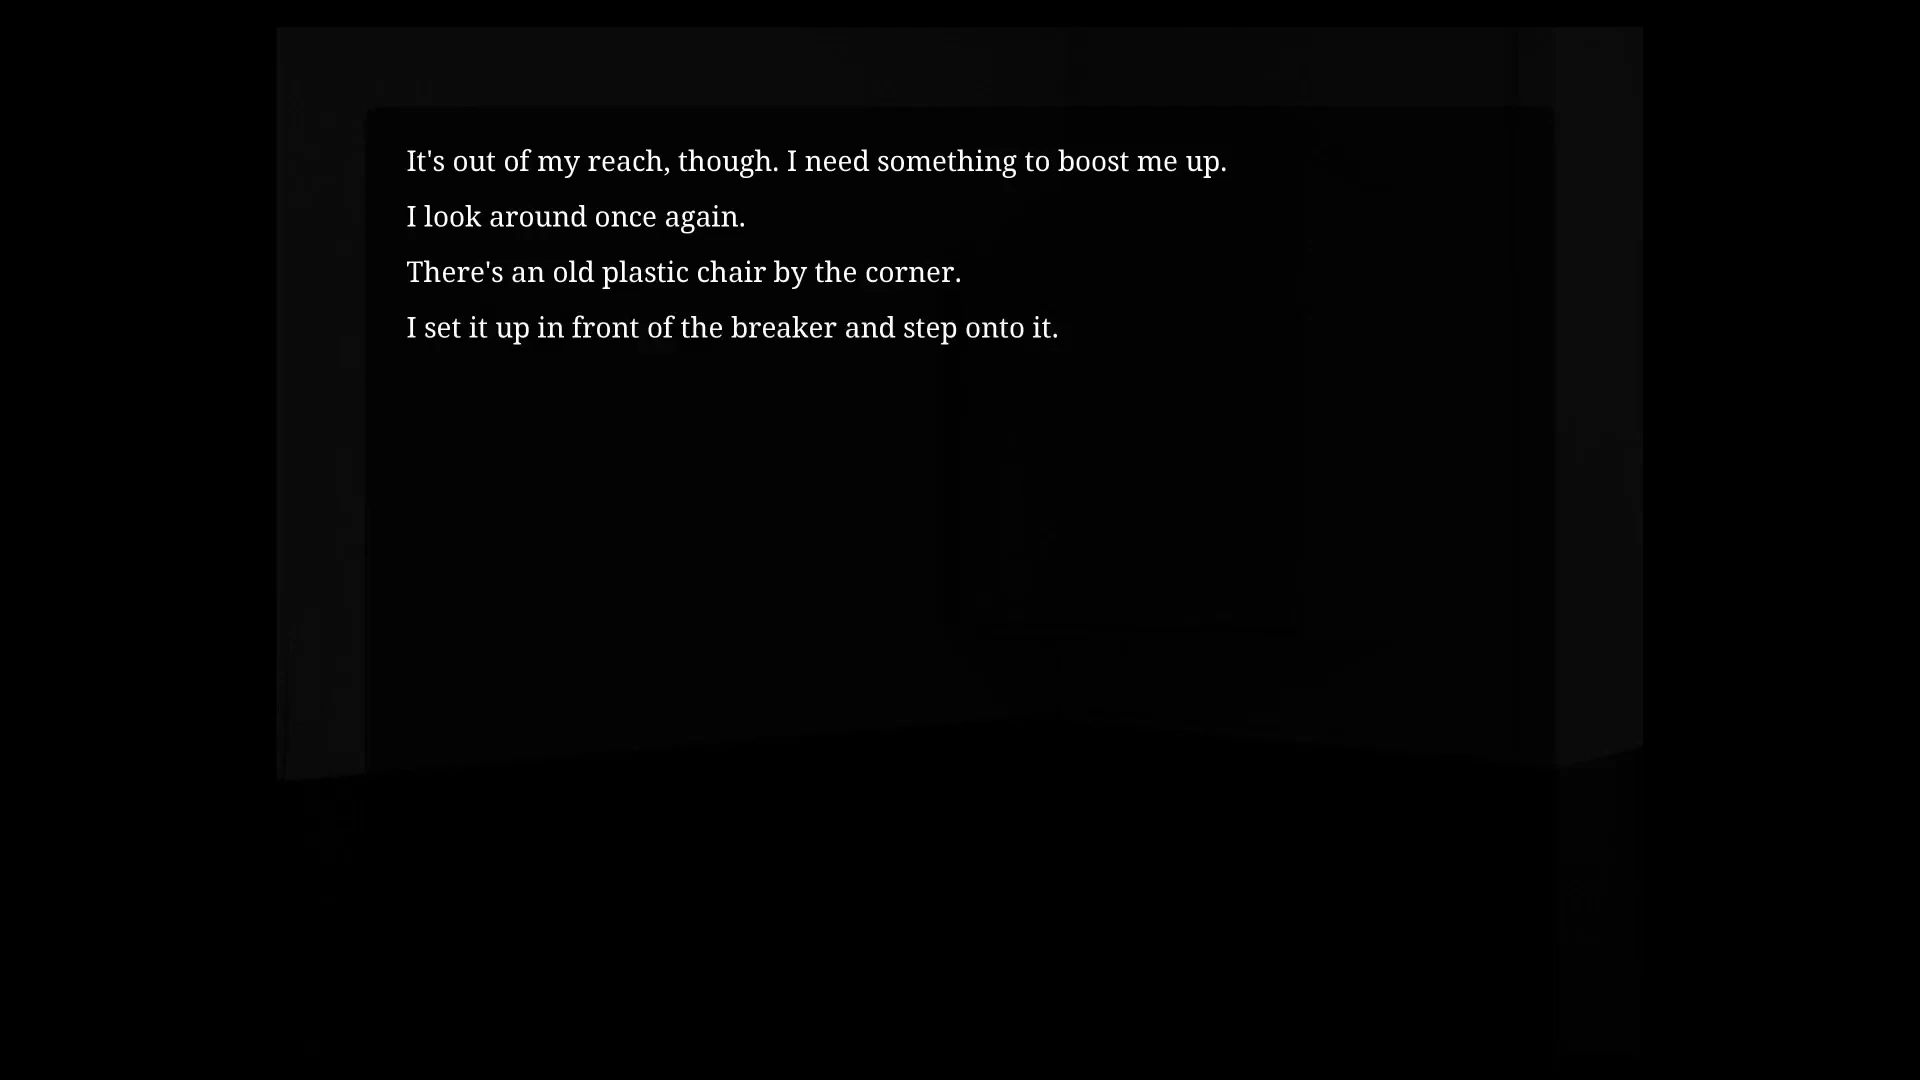 It's out of my reach, though. I need something to boost me up.
I look around once again.
There's an old plastic chair by the corner.
I set it up in front of the breaker and step onto it.